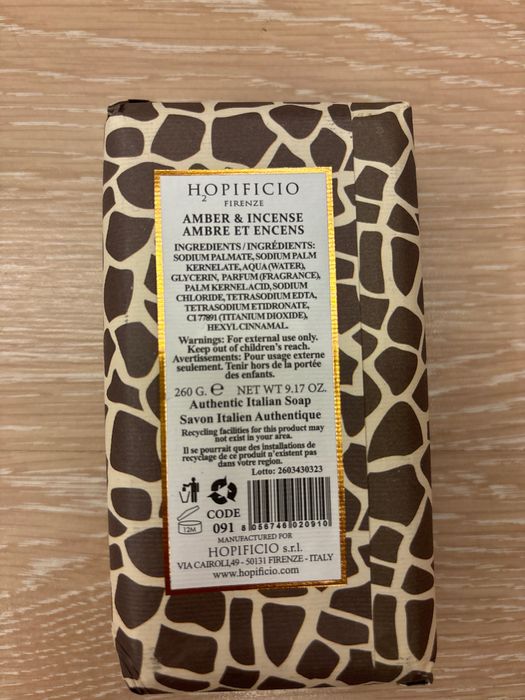 H2OPIFICIO
FIRENZE
AMBER & INCENSE
AMBRE ET ENCENS
INGREDIENTS / INGRÉDIENTS:
SODIUM PALMATE, SODIUM PALM
KERNELATE, AQUA (WATER),
GLYCERIN, PARFUM (FRAGRANCE),
PALM KERNEL ACID, SODIUM
CHLORIDE, TETRASODIUM EDTA,
TETRASODIUM ETIDRONATE,
CI 77891 (TITANIUM DIOXIDE),
HEXYL CINNAMAL.
Warnings: For external use only.
Keep out of children's reach.
Avertissements: Pour usage externe
seulement. Tenir hors de la portée
des enfants.
260 G. e NET WT 9.17 OZ.
Authentic Italian Soap
Savon Italien Authentique
Recycling facilities for this product may
not exist in your area.
Il se pourrait que des installations de
recyclage de ce produit n'existent pas
dans votre region.
Lotto: 2603430323
12M
CODE
091
8 056746 020910
MANUFACTURED FOR
HOPIFICIO s.r.l.
VIA CAIROLI,49 - 50131 FIRENZE - ITALY
www.hopificio.com